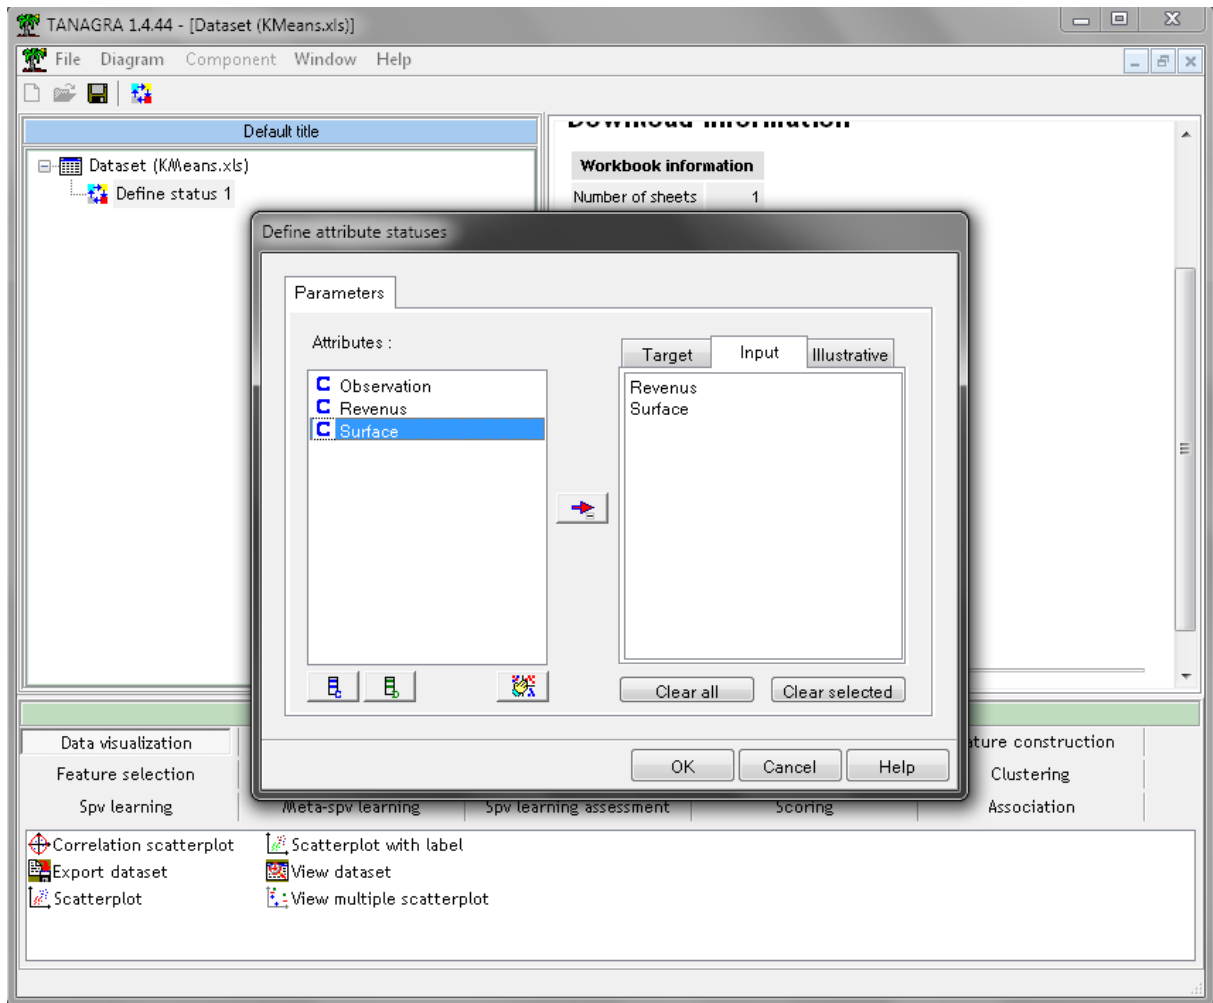 TANAGRA 1.4.44 - [Dataset (KMeans.xls)]
File Diagram Component Window Help
Default title
Dataset (KMeans.xls)
Define status 1
Download information
Workbook information
Number of sheets 1
Define attribute statuses
Parameters
Attributes :
Observation
Revenus
Surface
Target Input Illustrative
Revenus
Surface
Clear all Clear selected
OK Cancel Help
Data visualization
Feature selection
Clustering
Spv learning Meta-spv learning Spv learning assessment Scoring Association
construction
Correlation scatterplot Scatterplot with label
Export dataset View dataset
Scatterplot View multiple scatterplot